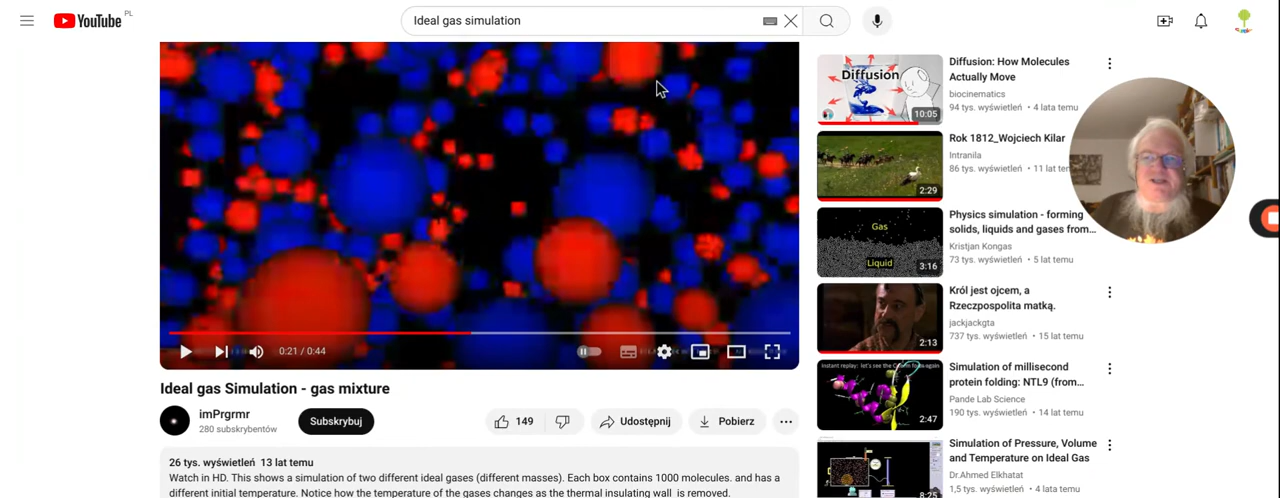 YouTube PL
Ideal gas simulation
0:21 / 0:44
Ideal gas Simulation - gas mixture
imPrgrmr
280 subskrybentów
Subskrybuj
149
Udostępnij
Pobierz
26 tys. wyświetleń 13 lat temu
Watch in HD. This shows a simulation of two different ideal gases (different masses). Each box contains 1000 molecules. and has a
different initial temperature. Notice how the temperature of the gases changes as the thermal insulating wall is removed.
Diffusion
10:05
Diffusion: How Molecules
Actually Move
biocinematics
94 tys. wyświetleń • 4 lata temu
2:29
Rok 1812_Wojciech Kilar
Intranila
86 tys. wyświetleń • 11 lat
Gas
Liquid
3:16
Physics simulation - forming
solids, liquids and gases from...
Kristjan Kongas
73 tys. wyświetleń • 5 lat temu
2:13
Król jest ojcem, a
Rzeczpospolita matką.
jackjackgta
737 tys. wyświetleń • 15 lat temu
2:47
Simulation of millisecond
protein folding: NTL9 (from...
Pande Lab Science
190 tys. wyświetleń • 14 lat temu
8:25
Simulation of Pressure, Volume
and Temperature on Ideal Gas
Dr.Ahmed Elkhatat
1,5 tys. wyświetleń • 4 lata temu